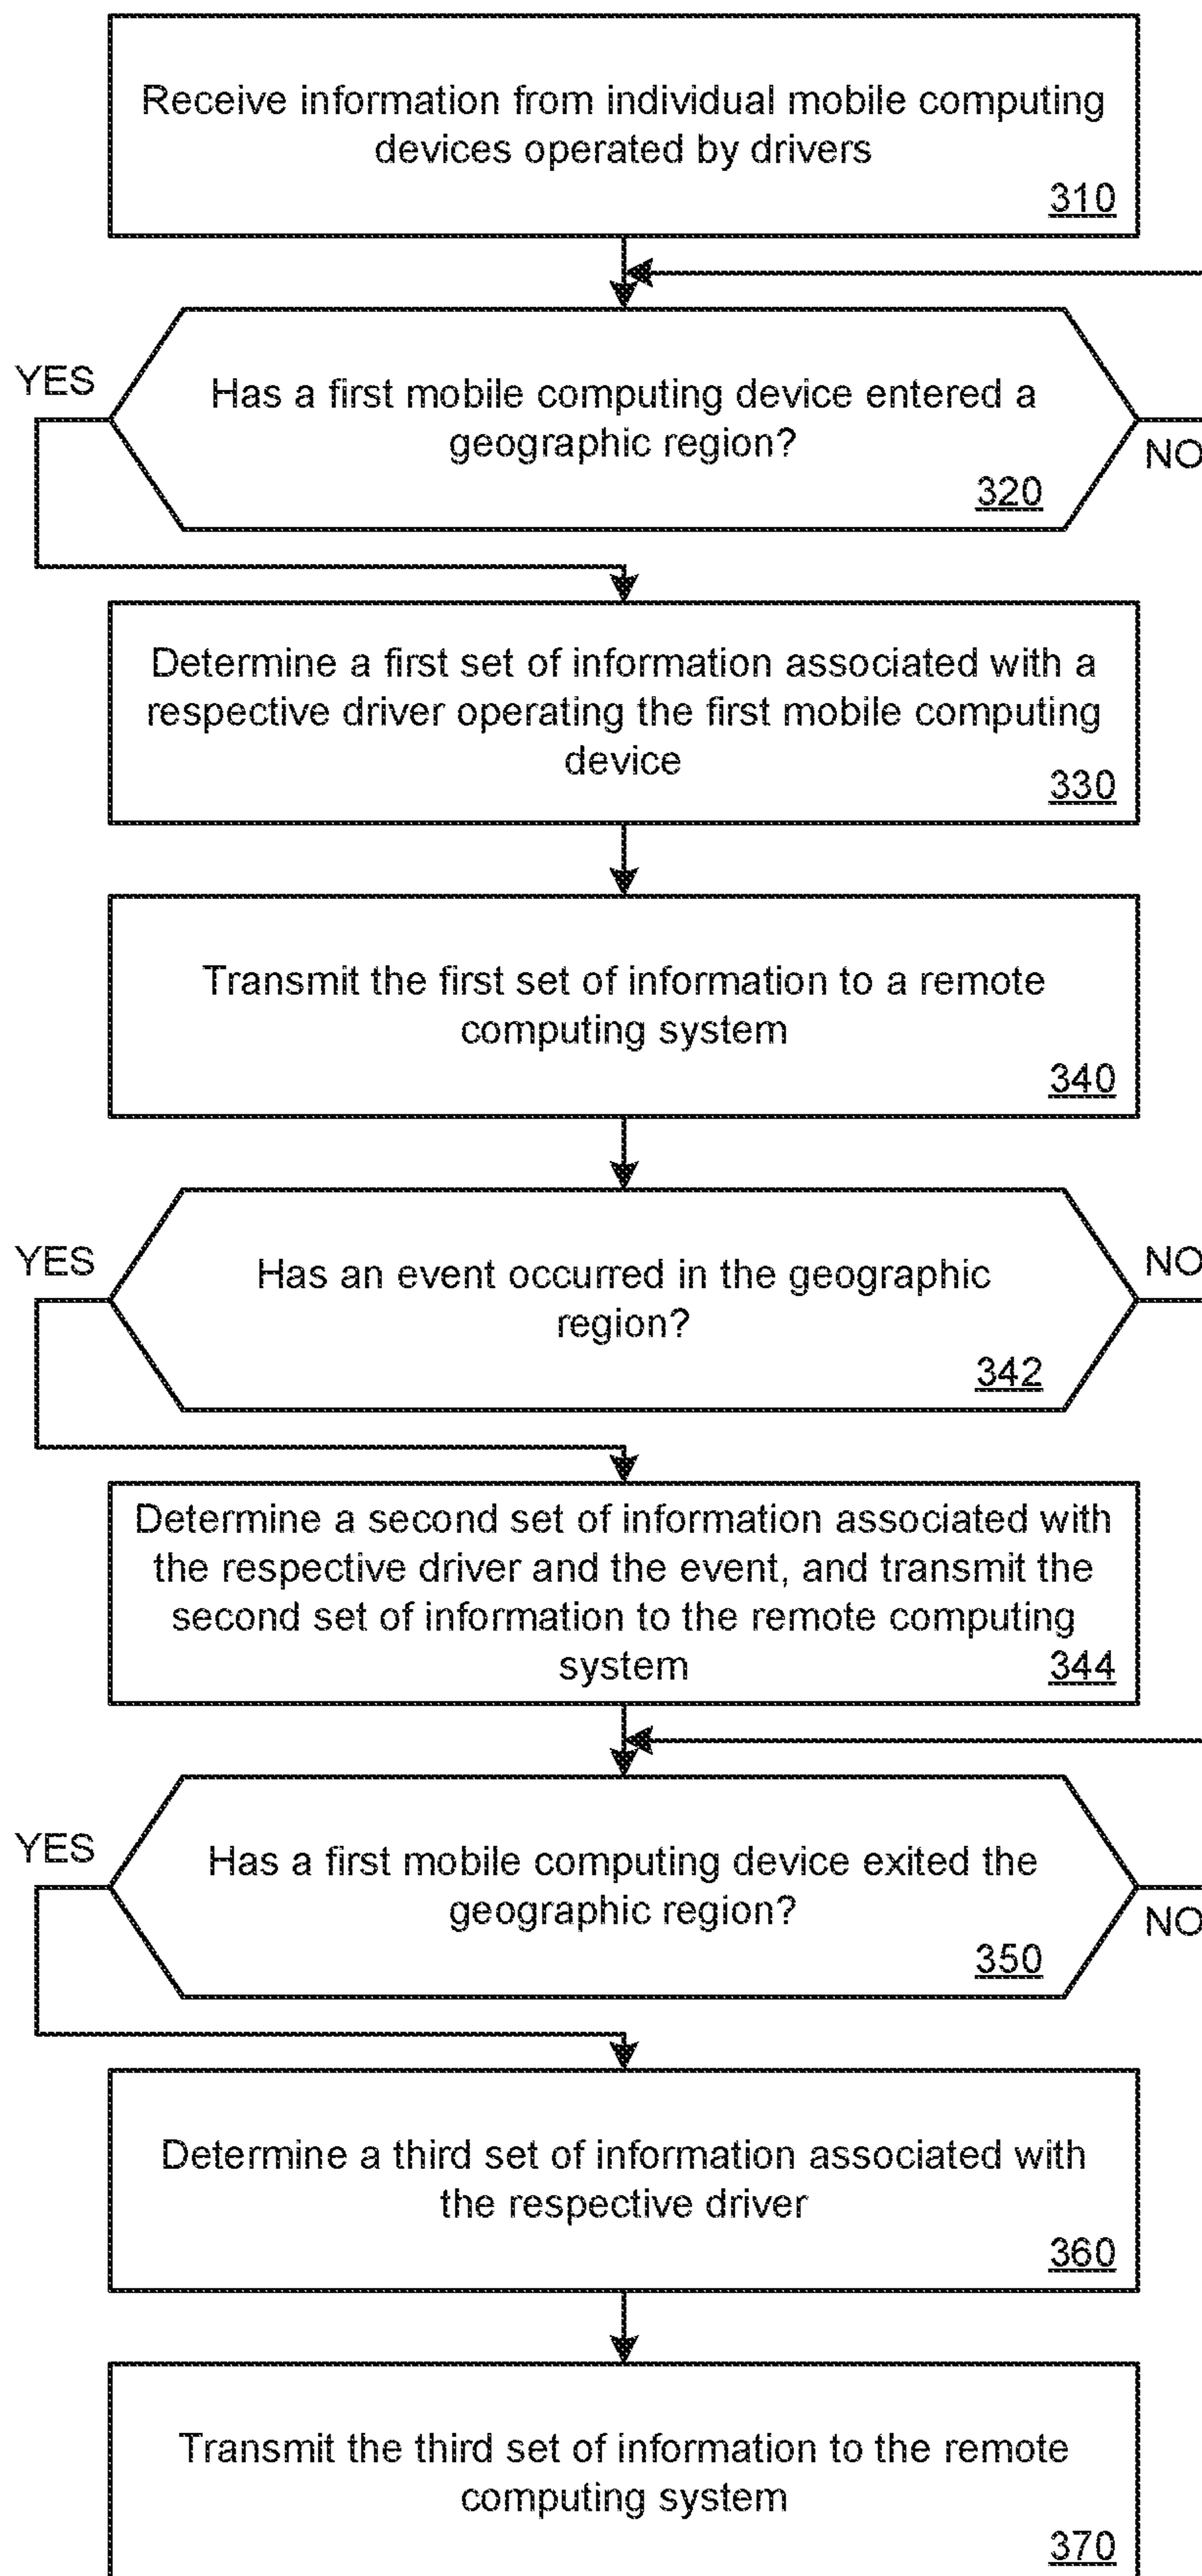 Receive information from individual mobile computing
devices operated by drivers
310
YES
Has a first mobile computing device entered a
geographic region?
NO
320
Determine a first set of information associated with a
respective driver operating the first mobile computing
device
330
Transmit the first set of information to a remote
computing system
340
YES
NO
Has an event occurred in the geographic
region?
342
Determine a second set of information associated with
the respective driver and the event, and transmit the
second set of information to the remote computing
system
344
YES
Has a first mobile computing device exited the
geographic region?
NO
350
Determine a third set of information associated with
the respective driver
360
Transmit the third set of information to the remote
computing system
370